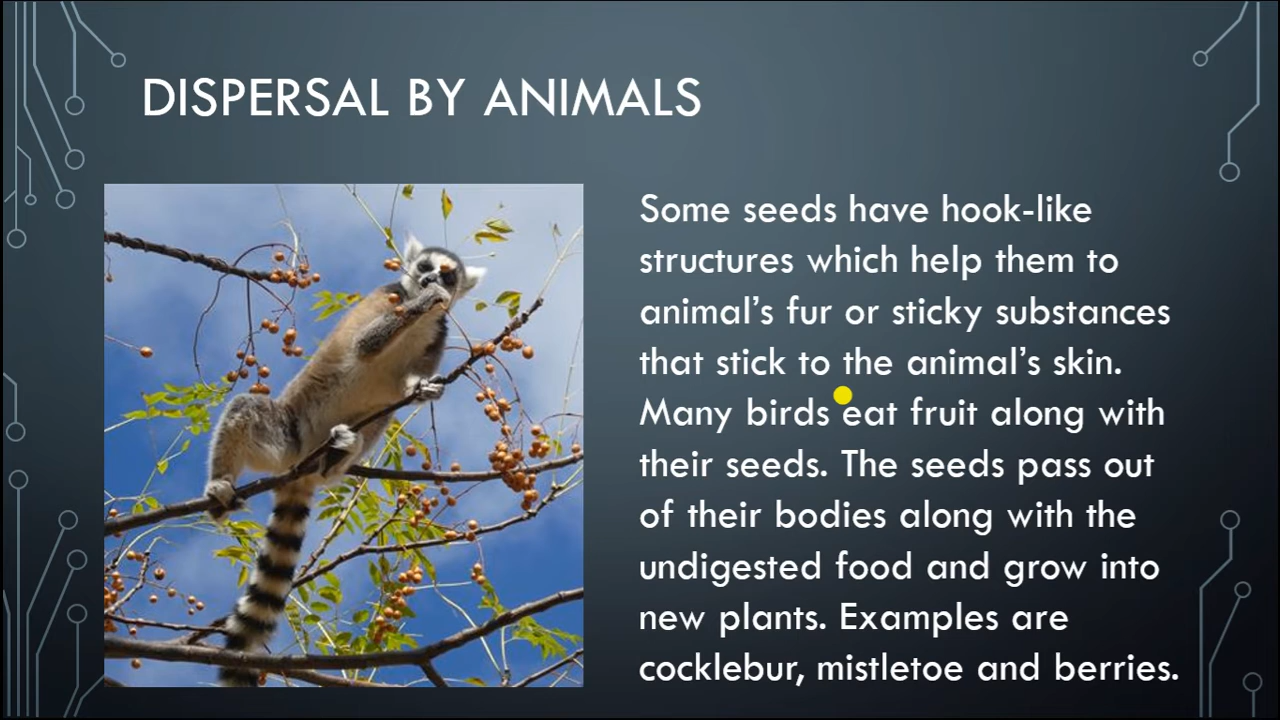 DISPERSAL BY ANIMALS
Some seeds have hook-like
structures which help them to
animal's fur or sticky substances
that stick to the animal's skin.
Many birds eat fruit along with
their seeds. The seeds pass out
of their bodies along with the
undigested food and grow into
new plants. Examples are
cocklebur, mistletoe and berries.